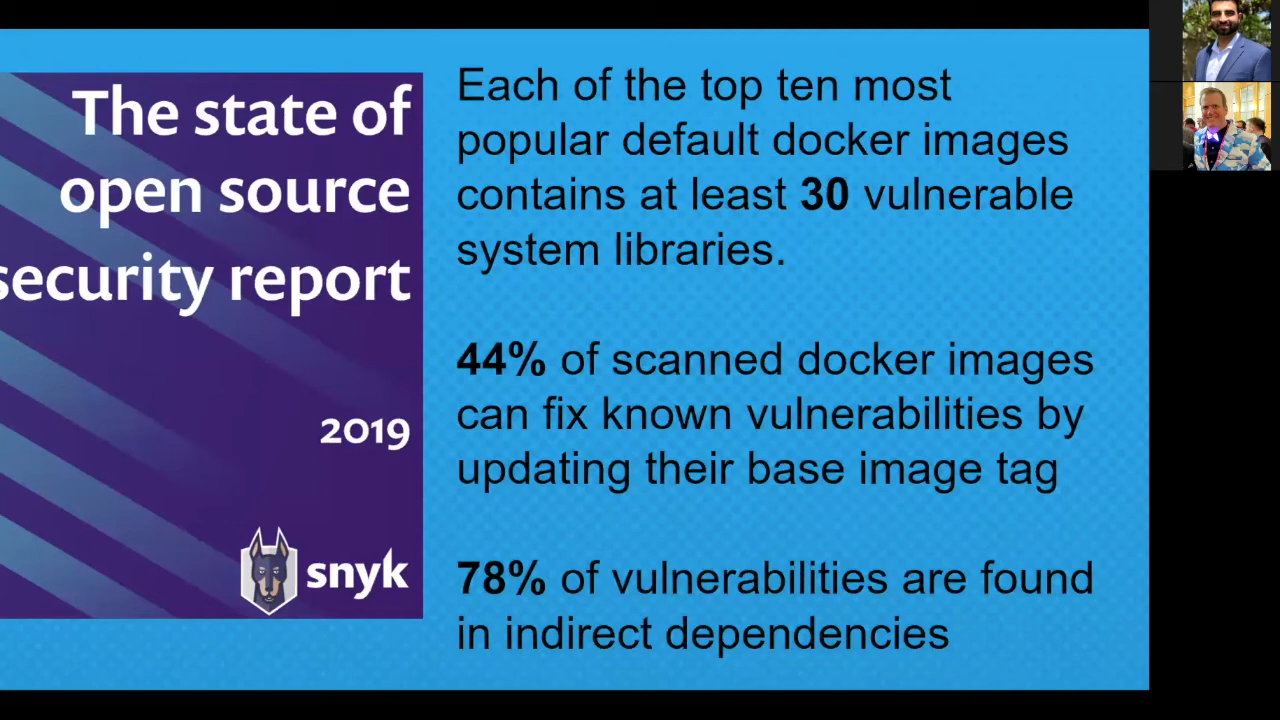 The state of
open source
security report
2019
snyk
Each of the top ten most
popular default docker images
contains at least 30 vulnerable
system libraries.
44% of scanned docker images
can fix known vulnerabilities by
updating their base image tag
78% of vulnerabilities are found
in indirect dependencies